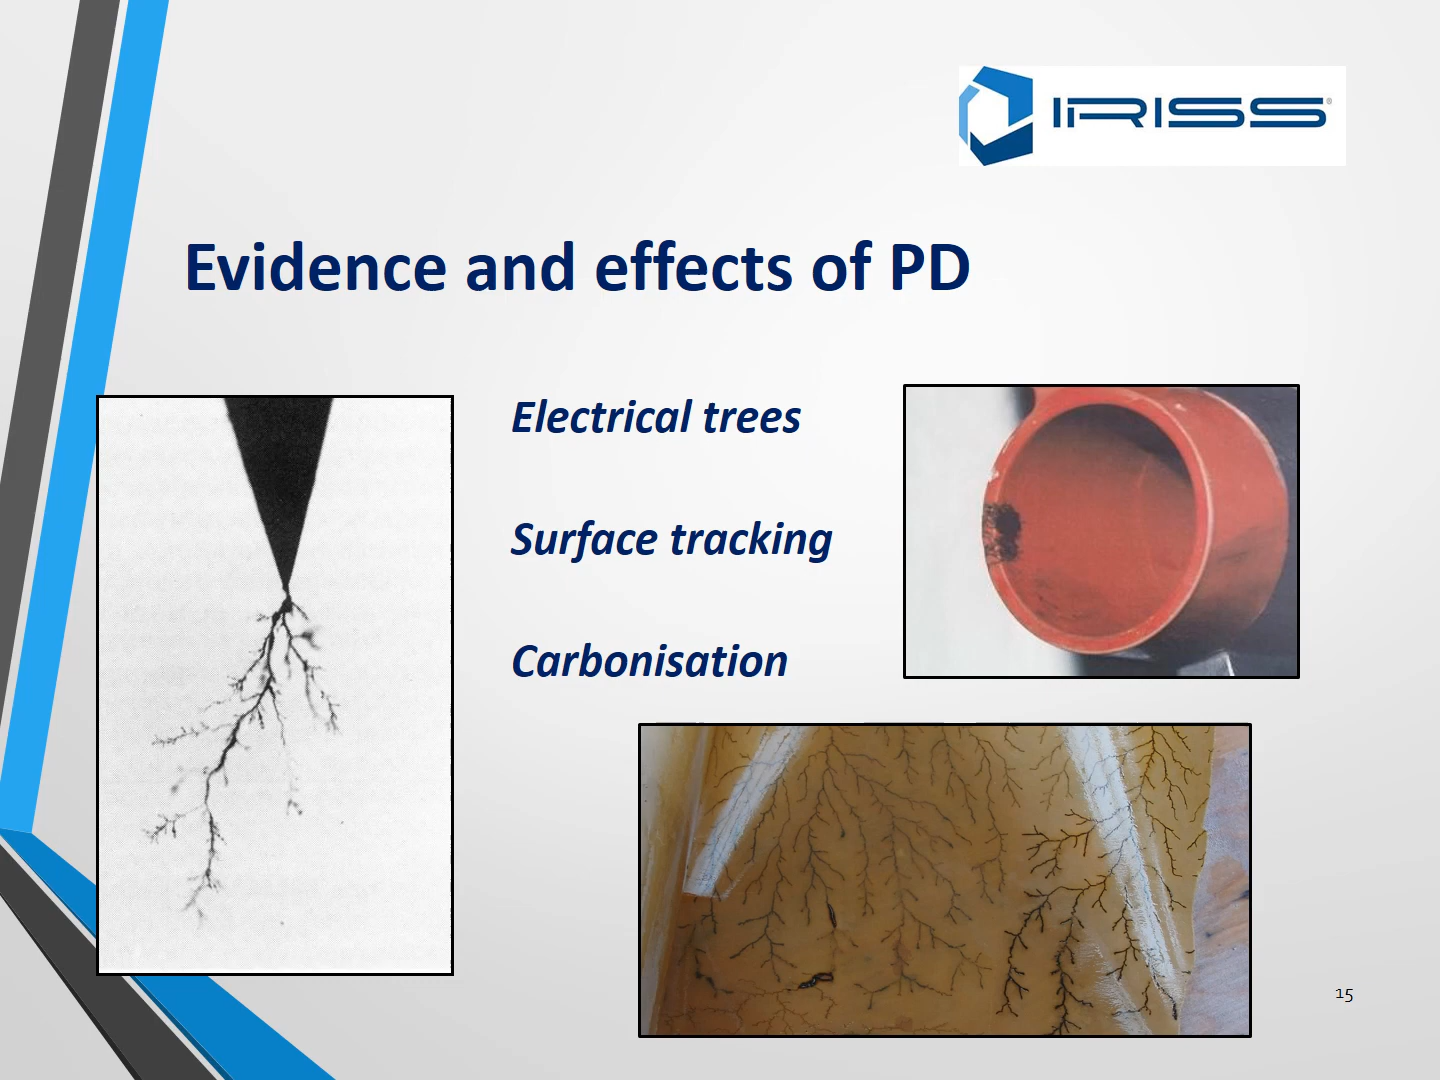 IRISS®
Evidence and effects of PD
Electrical trees
Surface tracking
Carbonisation
15